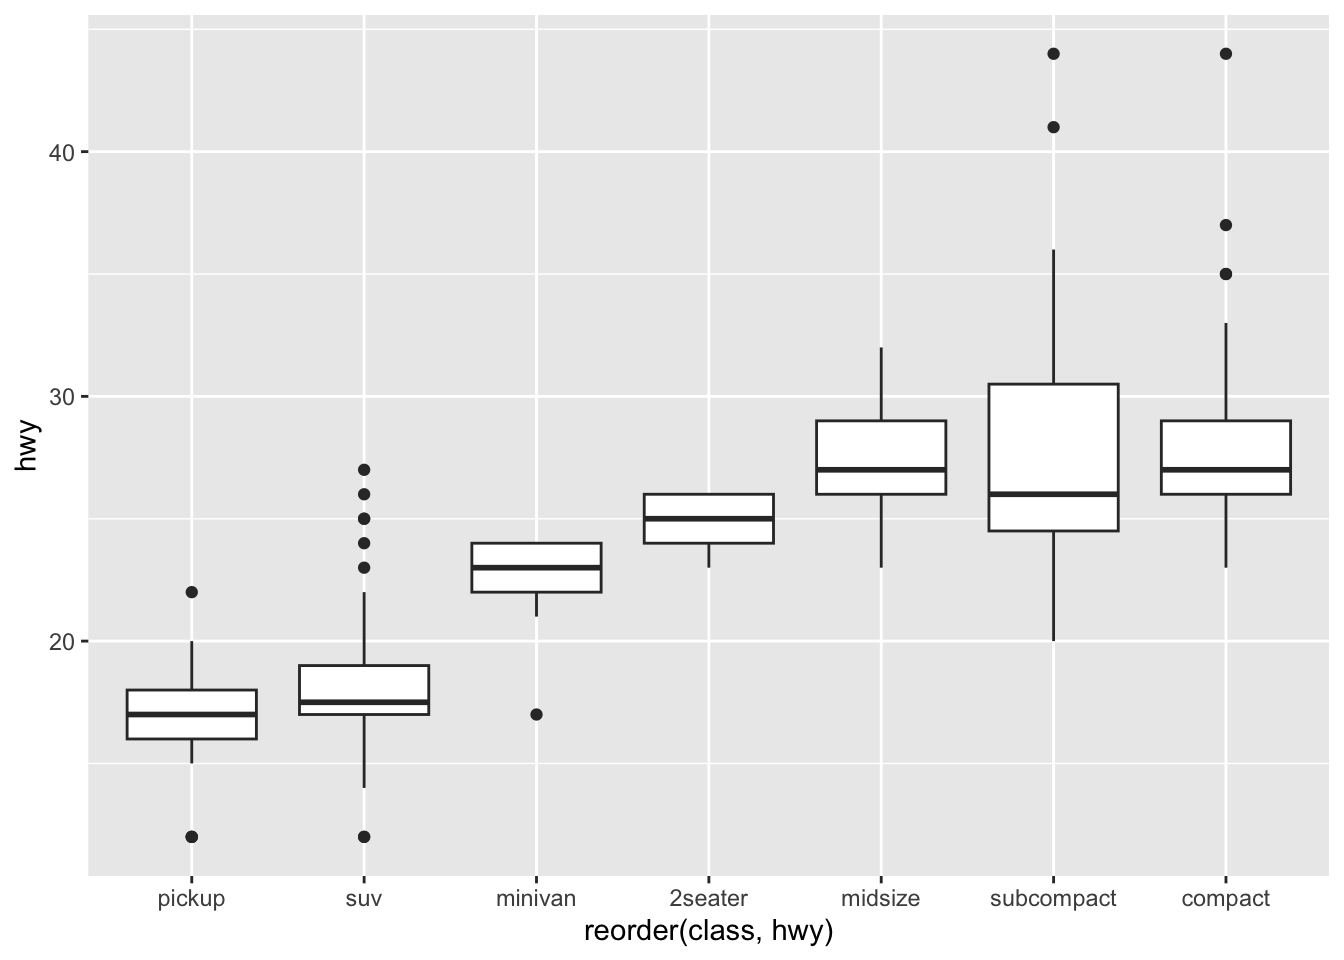 40
30
20
hwy
pickup suv minivan 2seater midsize subcompact compact
reorder(class, hwy)